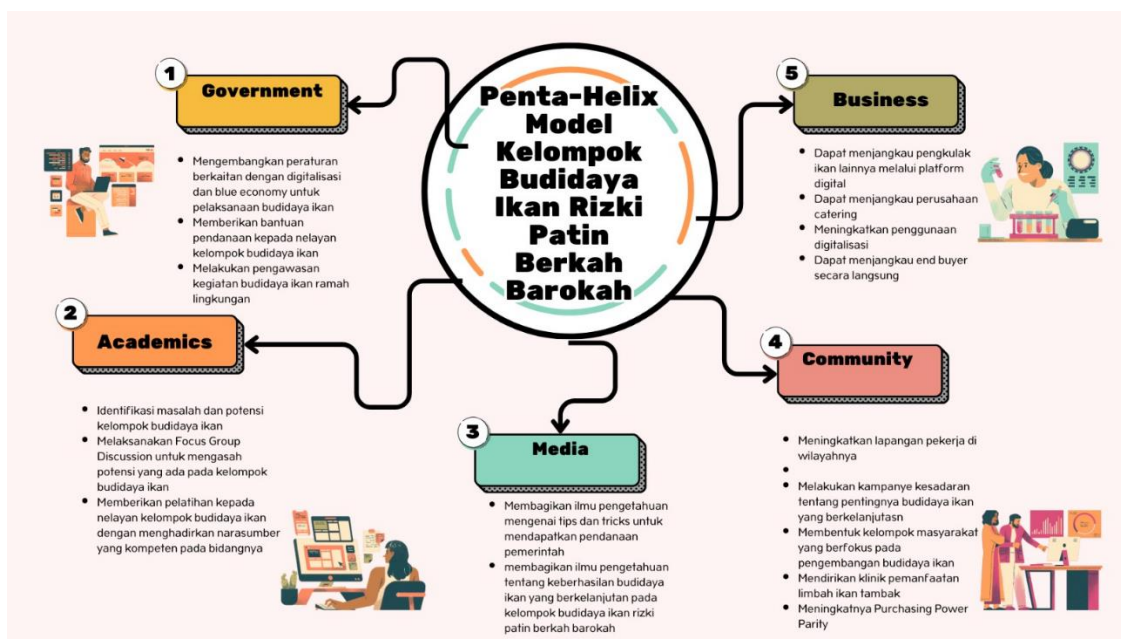 Penta-Helix
Model
Kelompok
Budidaya
Ikan Rizki
Patin
Berkah
Barokah
1
Government
• Mengembangkan peraturan
berkaitan dengan digitalisasi
dan blue economy untuk
pelaksanaan budidaya ikan
• Memberikan bantuan
pendanaan kepada nelayan
kelompok budidaya ikan
• Melakukan pengawasan
kegiatan budidaya ikan ramah
lingkungan
2
Academics
• Identifikasi masalah dan potensi
kelompok budidaya ikan
• Melaksanakan Focus Group
Discussion untuk mengasah
potensi yang ada pada kelompok
budidaya ikan
• Memberikan pelatihan kepada
nelayan kelompok budidaya ikan
dengan menghadirkan narasumber
yang kompeten pada bidangnya
3
Media
• Membagikan ilmu pengetahuan
mengenai tips dan tricks untuk
mendapatkan pendanaan
pemerintah
• membagikan ilmu pengetahuan
tentang keberhasilan budidaya
ikan yang berkelanjutan pada
kelompok budidaya ikan rizki
patin berkah barokah
4
Community
• Meningkatkan lapangan pekerja di
wilayahnya
•
• Melakukan kampanye kesadaran
tentang pentingnya budidaya ikan
yang berkelanjutasn
• Membentuk kelompok masyarakat
yang berfokus pada
pengembangan budidaya ikan
• Mendirikan klinik pemanfaatan
limbah ikan tambak
• Meningkatnya Purchasing Power
Parity
5
Business
• Dapat menjangkau pengkulak
ikan lainnya melalui platform
digital
• Dapat menjangkau perusahaan
catering
• Meningkatkan penggunaan
digitalisasi
• Dapat menjangkau end buyer
secara langsung